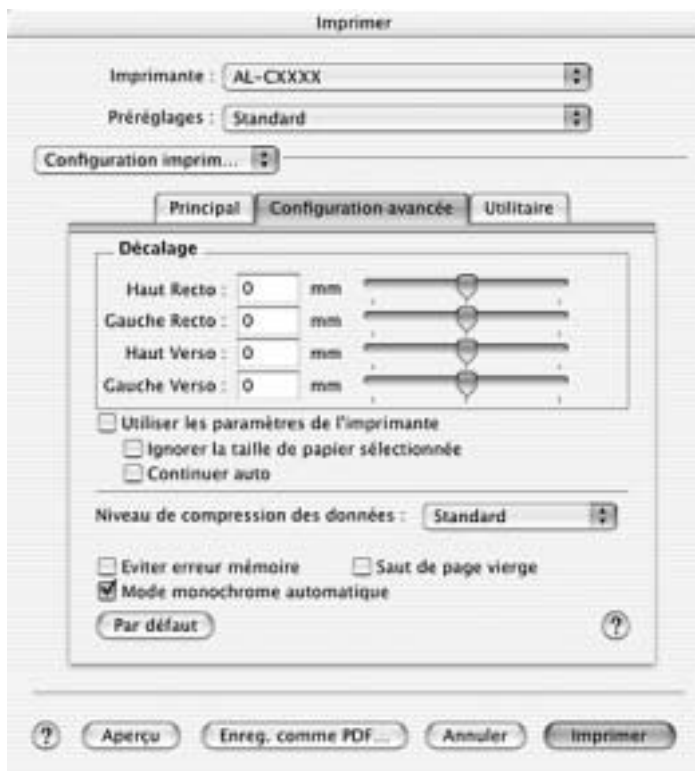 Imprimer
Imprimante : AL-CXXXX
Préréglages : Standard
Configuration imprim...
Principal Configuration avancée Utilitaire
Décalage
Haut Recto : 0 mm
Gauche Recto : 0 mm
Haut Verso : 0 mm
Gauche Verso : 0 mm
Utiliser les paramètres de l'imprimante
Ignorer la taille de papier sélectionnée
Continuer auto
Niveau de compression des données : Standard
Eviter erreur mémoire Saut de page vierge
Mode monochrome automatique
Par défaut ?
? Aperçu Enreg. comme PDF... Annuler Imprimer